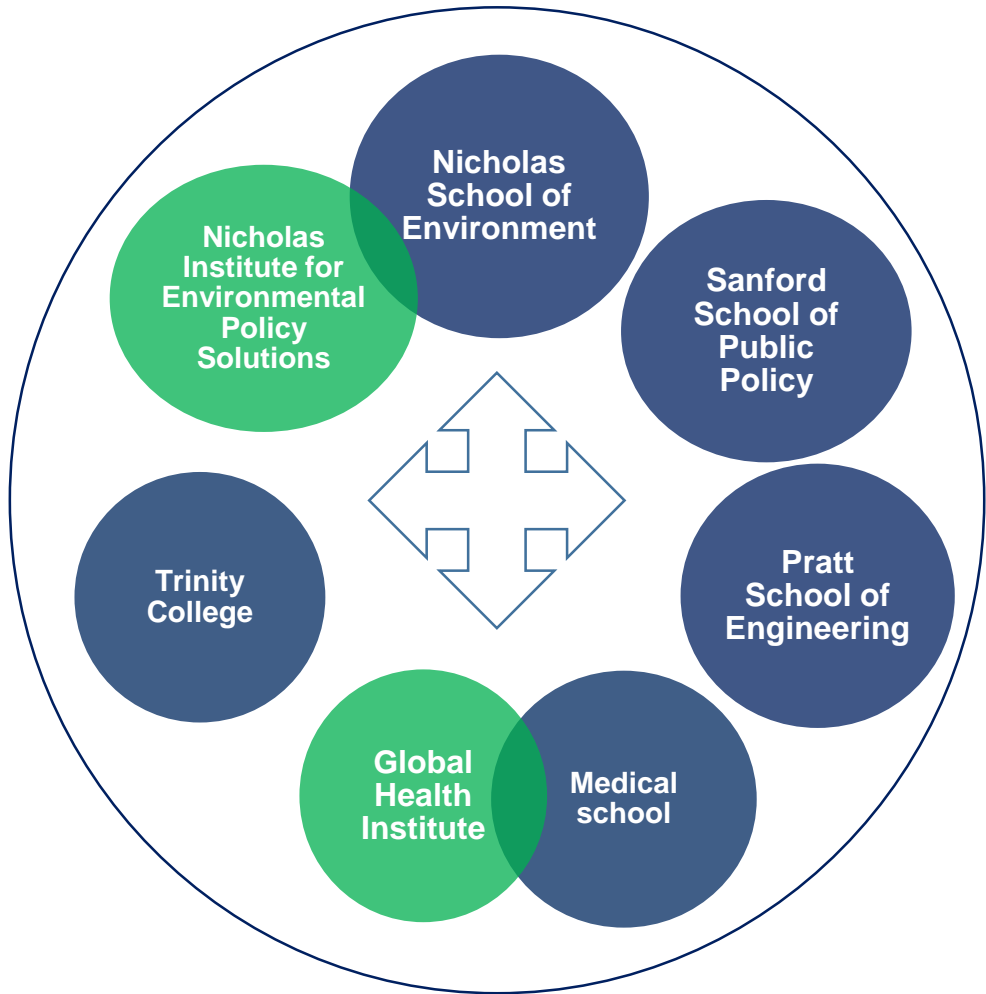 Nicholas
School of
Environment
Nicholas
Institute for
Environmental
Policy
Solutions
Sanford
School of
Public
Policy
Trinity
College
Pratt
School of
Engineering
Global
Health
Institute
Medical
school